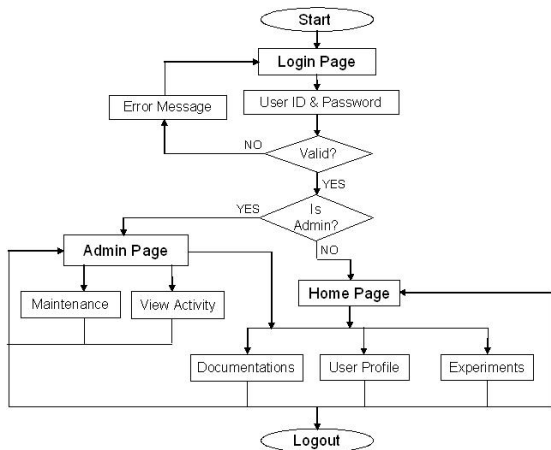 Start
Login Page
Error Message
User ID & Password
NO
Valid?
YES
YES
Is
Admin?
NO
Admin Page
Home Page
Maintenance
View Activity
Documentations
User Profile
Experiments
Logout